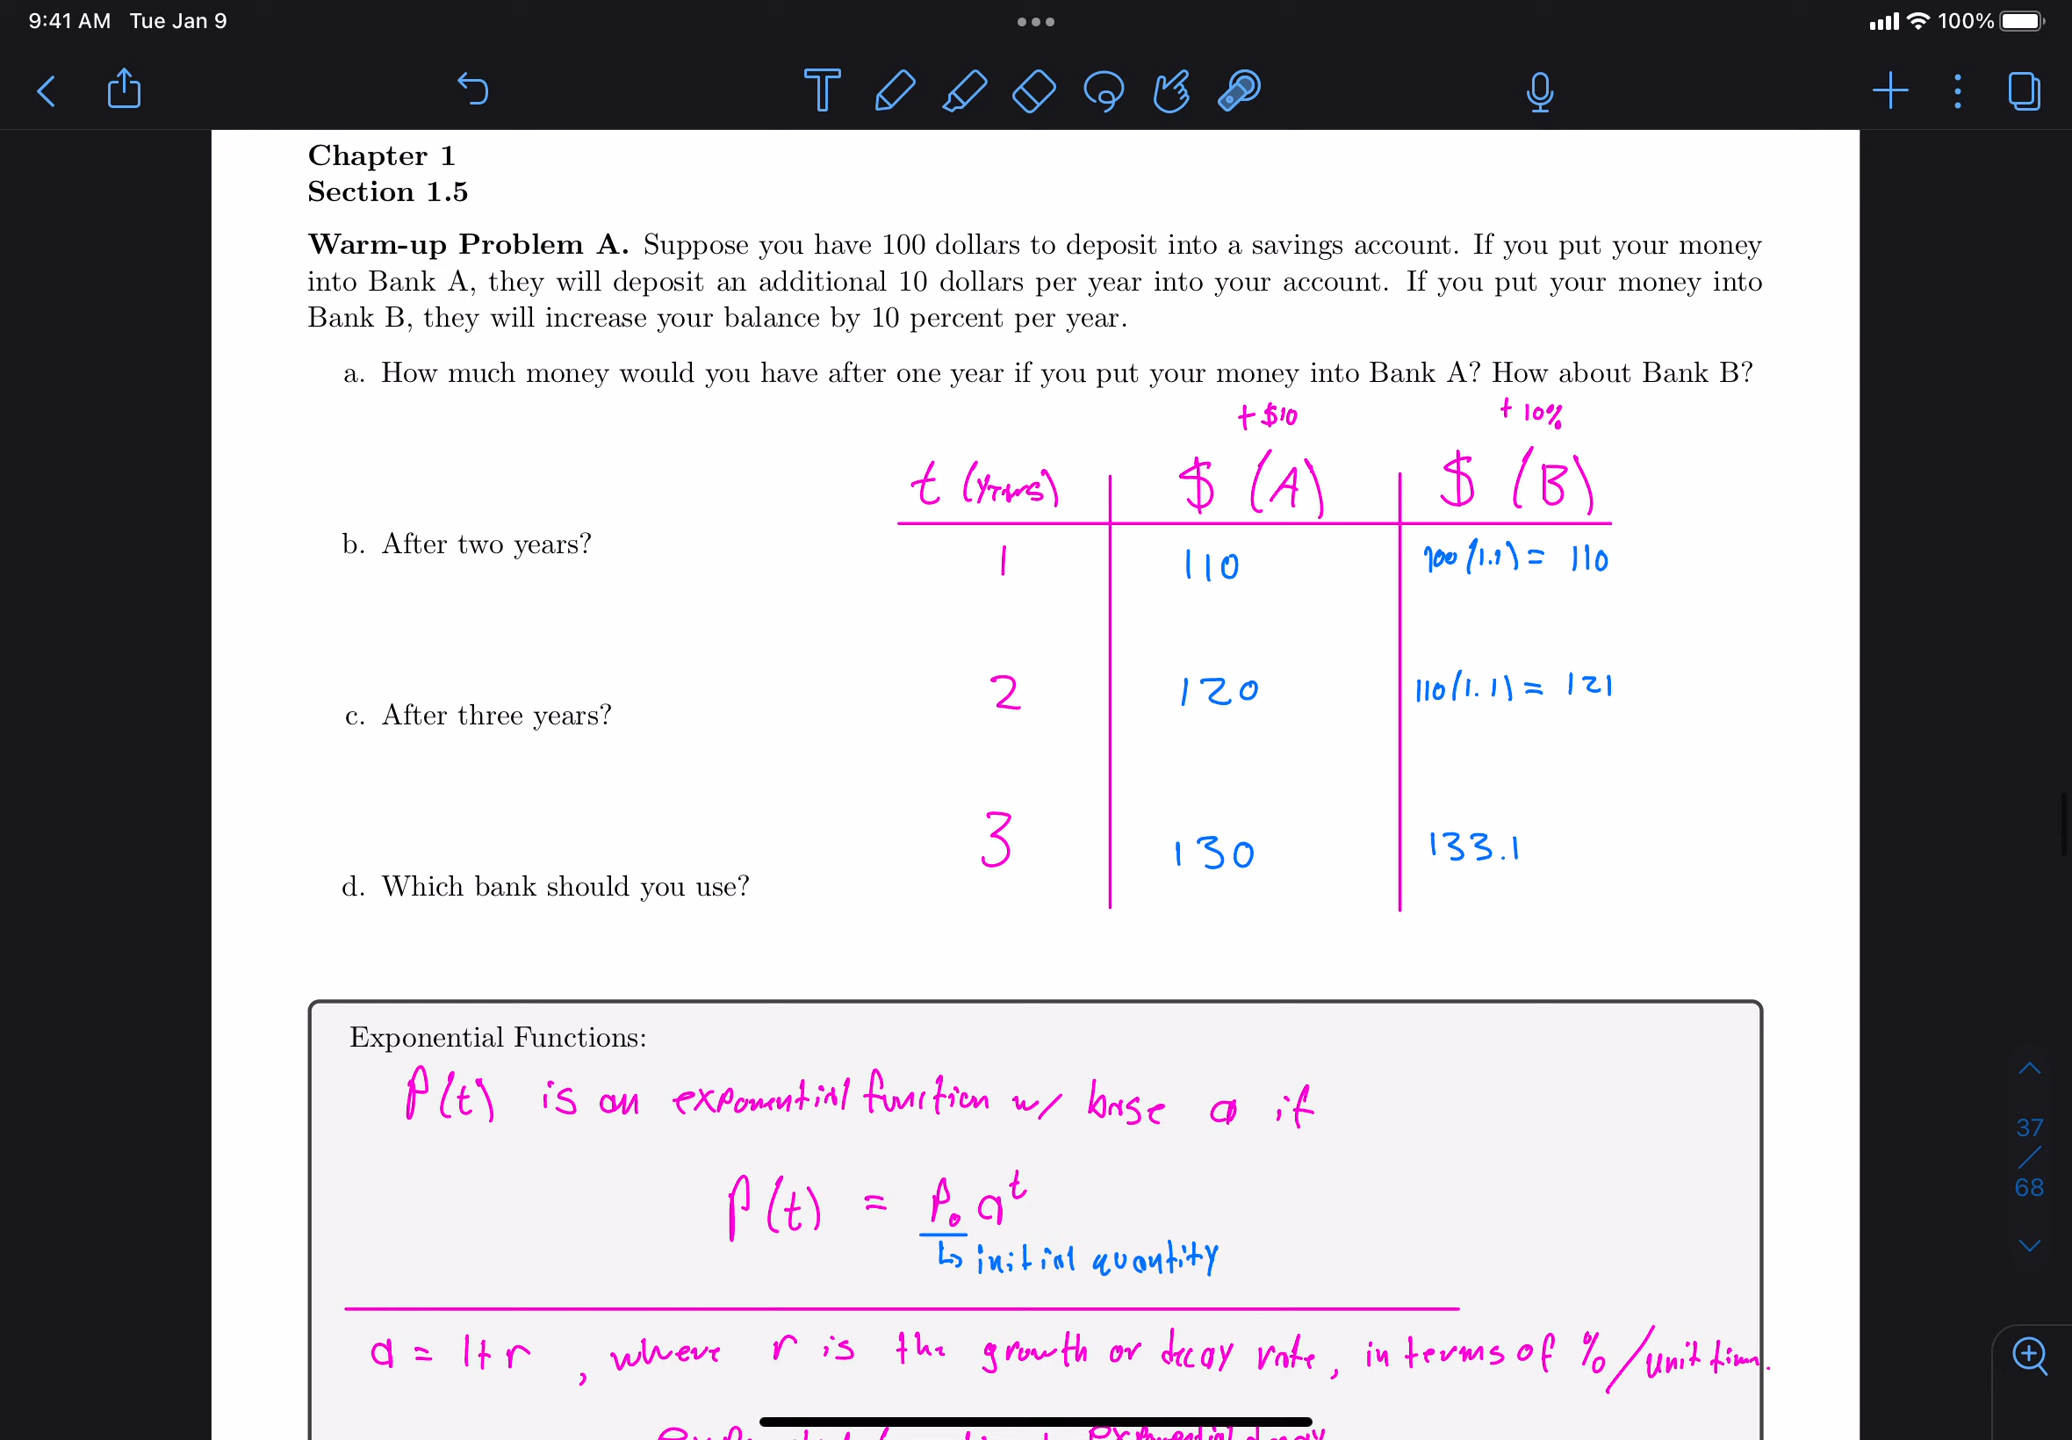 9:41 AM Tue Jan 9
100%
Chapter 1
Section 1.5
Warm-up Problem A. Suppose you have 100 dollars to deposit into a savings account. If you put your money
into Bank A, they will deposit an additional 10 dollars per year into your account. If you put your money into
Bank B, they will increase your balance by 10 percent per year.
a. How much money would you have after one year if you put your money into Bank A? How about Bank B?
+ $10 + 10%
t (years) $ (A) $ (B)
b. After two years?
1 110 100 (1.1) = 110
2 120 110 (1.1) = 121
c. After three years?
3 130 133.1
d. Which bank should you use?
Exponential Functions:
P(t) is an exponential function w/ base a if
P(t) = P₀ aᵗ
↳ initial quantity
a = 1+r , where r is the growth or decay rate, in terms of %/unit time.
37
/
68